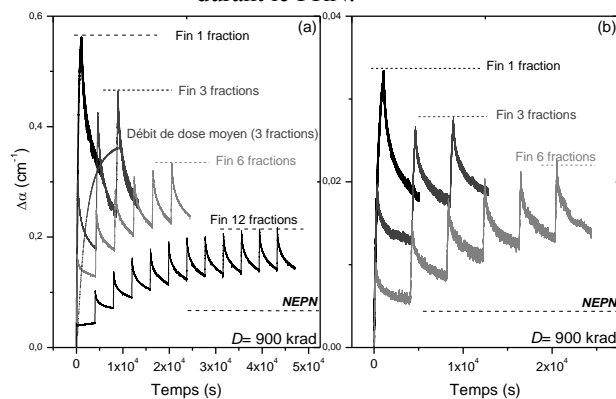 durant le PRN.
(a)
Fin 1 fraction
Fin 3 fractions
Débit de dose moyen (3 fractions)
Fin 6 fractions
Fin 12 fractions
NEPN
D= 900 krad
0,6
0,4
0,2
0,0
Δα (cm⁻¹)
0
1x10⁴
2x10⁴
3x10⁴
4x10⁴
5x10⁴
Temps (s)
(b)
Fin 1 fraction
Fin 3 fractions
Fin 6 fractions
NEPN
D= 900 krad
0,04
0,02
0,00
0
1x10⁴
2x10⁴
Temps (s)